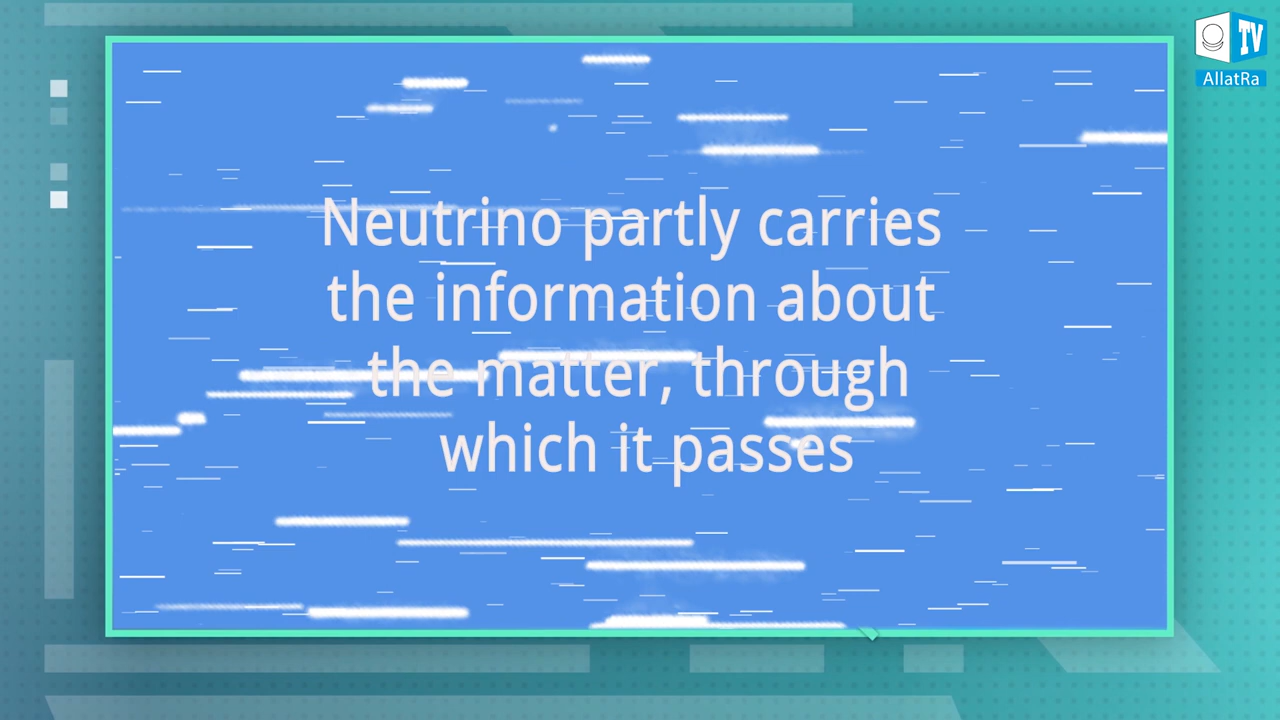 TV
AllatRa
Neutrino partly carries
the information about
the matter, through
which it passes